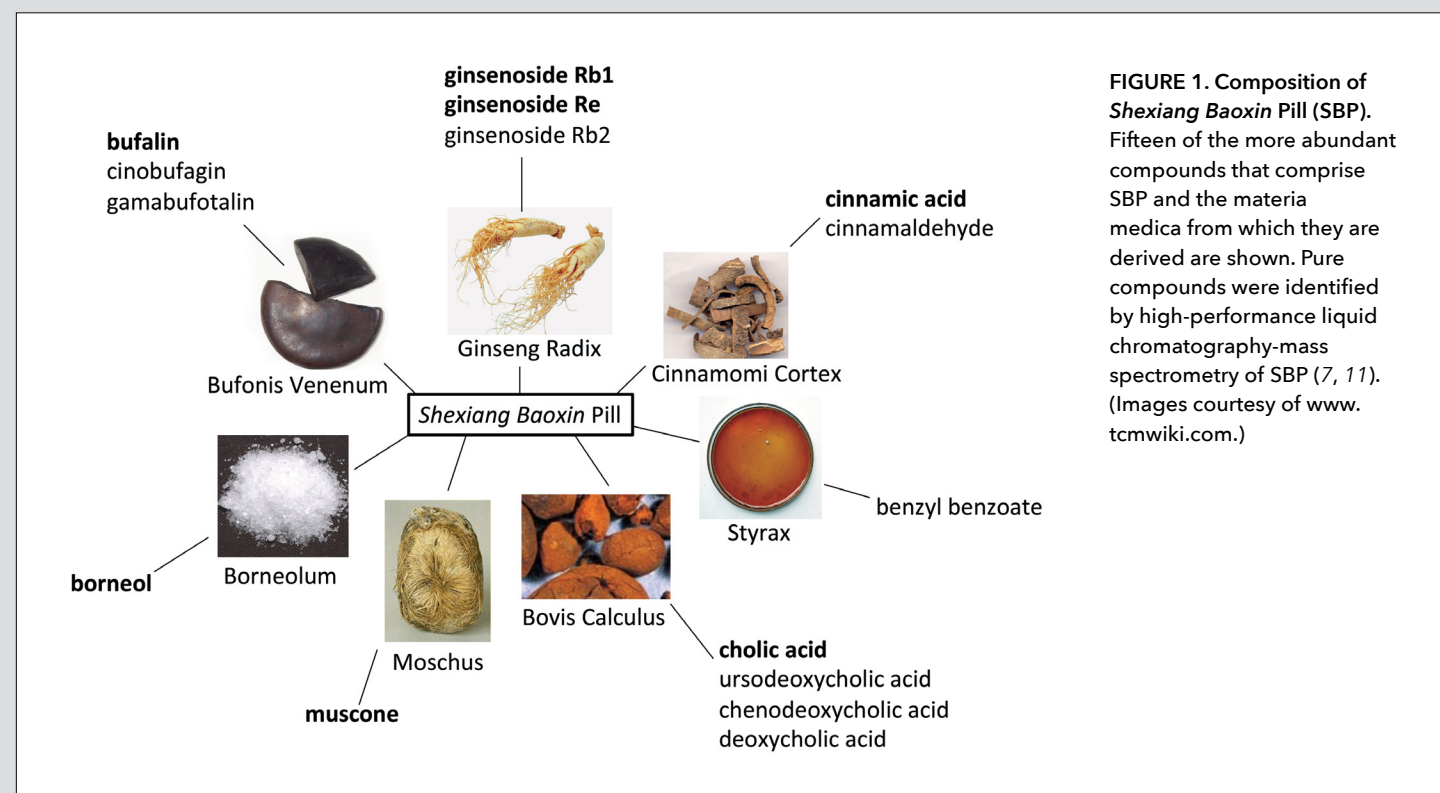 ginsenoside Rb1
ginsenoside Re
ginsenoside Rb2
bufalin
cinobufagin
gamabufotalin
cinnamic acid
cinnamaldehyde
Ginseng Radix
Bufonis Venenum
Cinnamomi Cortex
Shexiang Baoxin Pill
benzyl benzoate
Styrax
borneol
Borneolum
Bovis Calculus
Moschus
muscone
cholic acid
ursodeoxycholic acid
chenodeoxycholic acid
deoxycholic acid
FIGURE 1. Composition of
Shexiang Baoxin Pill (SBP).
Fifteen of the more abundant
compounds that comprise
SBP and the materia
medica from which they are
derived are shown. Pure
compounds were identified
by high-performance liquid
chromatography-mass
spectrometry of SBP (7, 11).
(Images courtesy of www.
tcmwiki.com.)